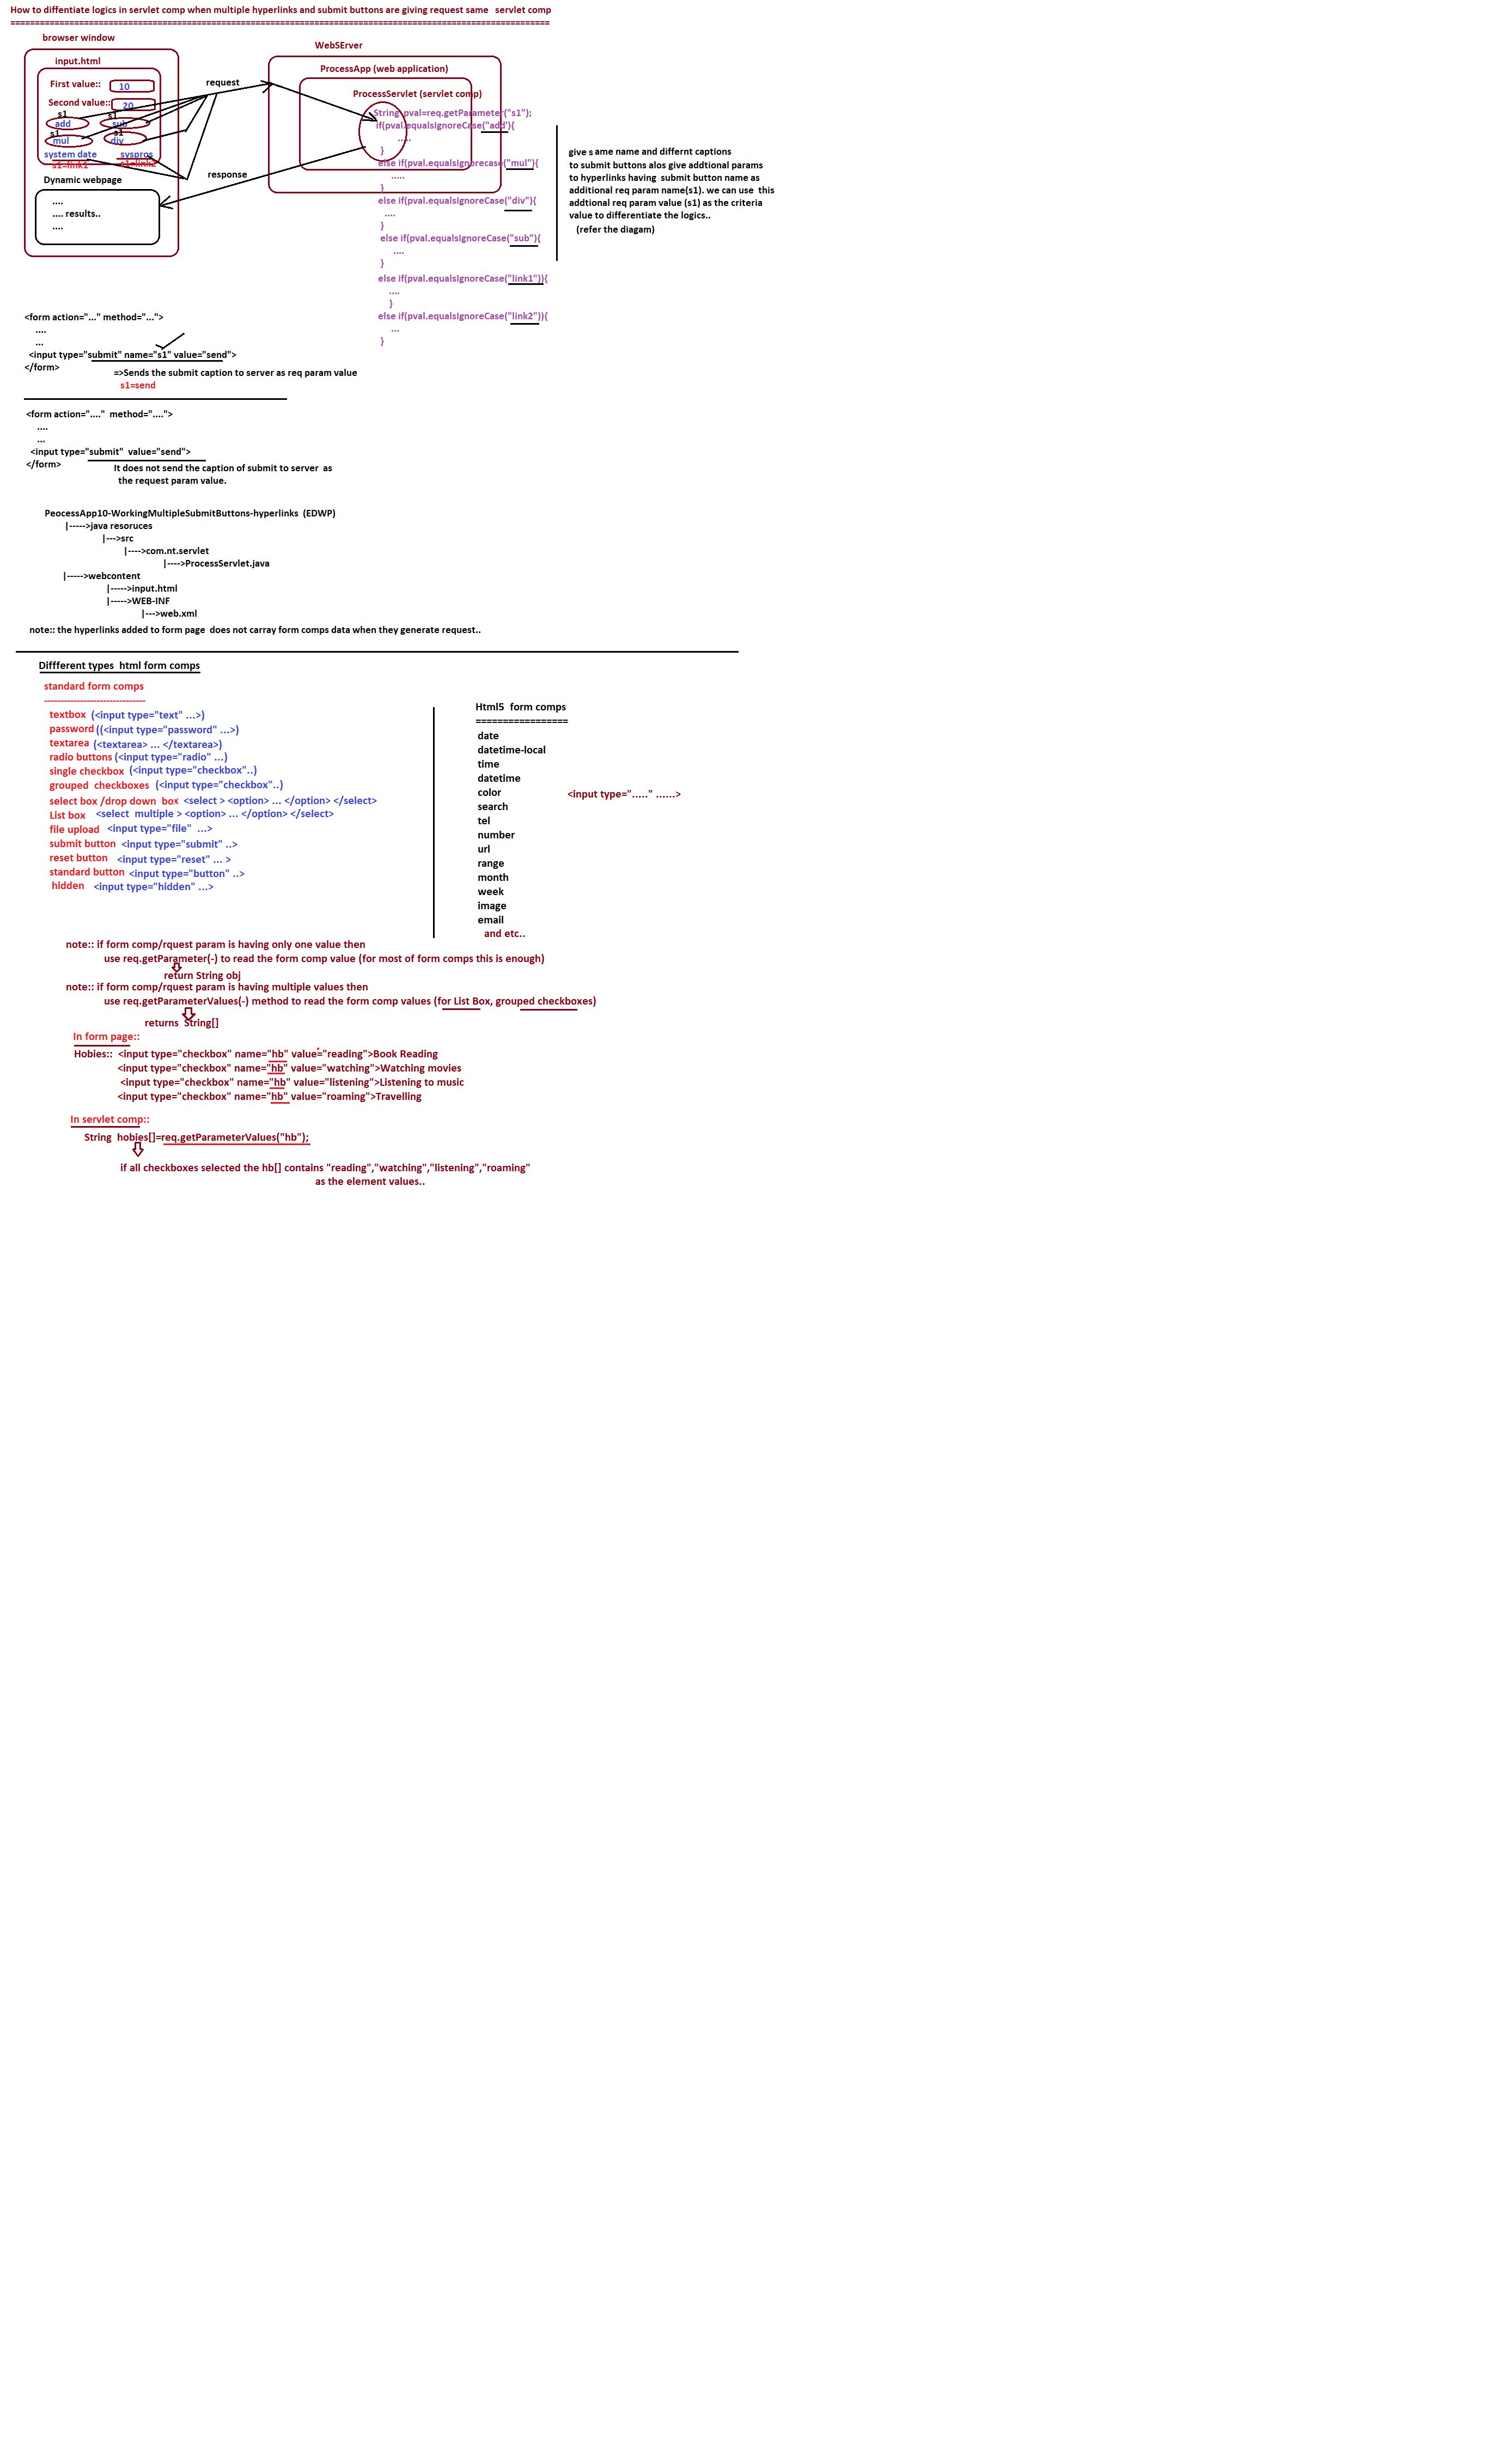 How to diffentiate logics in servlet comp when multiple hyperlinks and submit buttons are giving request same servlet comp
==============================================================================================================
browser window
input.html
First value:: 10
Second value:: 20
s1 s1
add sub
s1 s1
mul div
system date syspros
s1=link1 s1=link2
Dynamic webpage
....
.... results..
....
request
response
WebSErver
ProcessApp (web application)
ProcessServlet (servlet comp)
String pval=req.getParameter("s1");
if(pval.equalsIgnoreCase("add'){
.....
}
else if(pval.equalsIgnorecase("mul"){
.....
}
else if(pval.equalsIgnoreCase("div"){
....
}
else if(pval.equalsIgnoreCase("sub"){
....
}
else if(pval.equalsIgnoreCase("link1")){
....
}
else if(pval.equalsIgnoreCase("link2")){
...
}
give s ame name and differnt captions
to submit buttons alos give addtional params
to hyperlinks having submit button name as
additional req param name(s1). we can use this
addtional req param value (s1) as the criteria
value to differentiate the logics..
(refer the diagam)
<form action="..." method="...">
....
...
<input type="submit" name="s1" value="send">
</form>
=>Sends the submit caption to server as req param value
s1=send
<form action="...." method="....">
....
...
<input type="submit" value="send">
</form>
It does not send the caption of submit to server as
the request param value.
PeocessApp10-WorkingMultipleSubmitButtons-hyperlinks (EDWP)
|----->java resoruces
|--->src
|---->com.nt.servlet
|---->ProcessServlet.java
|----->webcontent
|----->input.html
|----->WEB-INF
|--->web.xml
note:: the hyperlinks added to form page does not carray form comps data when they generate request..
Diffferent types html form comps
standard form comps
-------------------------------
textbox (<input type="text" ...>)
password ((<input type="password" ...>)
textarea (<textarea> ... </textarea>)
radio buttons (<input type="radio" ...)
single checkbox (<input type="checkbox"..)
grouped checkboxes (<input type="checkbox"..)
select box /drop down box <select > <option> ... </option> </select>
List box <select multiple > <option> ... </option> </select>
file upload <input type="file" ...>
submit button <input type="submit" ..>
reset button <input type="reset" ... >
standard button <input type="button" ..>
hidden <input type="hidden" ...>
Html5 form comps
=================
date
datetime-local
time
datetime
color
search
tel
number
url
range
month
week
image
email
and etc..
<input type="....." ......>
note:: if form comp/rquest param is having only one value then
use req.getParameter(-) to read the form comp value (for most of form comps this is enough)
return String obj
note:: if form comp/rquest param is having multiple values then
use req.getParameterValues(-) method to read the form comp values (for List Box, grouped checkboxes)
returns String[]
In form page::
Hobies:: <input type="checkbox" name="hb" value="reading">Book Reading
<input type="checkbox" name="hb" value="watching">Watching movies
<input type="checkbox" name="hb" value="listening">Listening to music
<input type="checkbox" name="hb" value="roaming">Travelling
In servlet comp::
String hobies[]=req.getParameterValues("hb");
if all checkboxes selected the hb[] contains "reading","watching","listening","roaming"
as the element values..